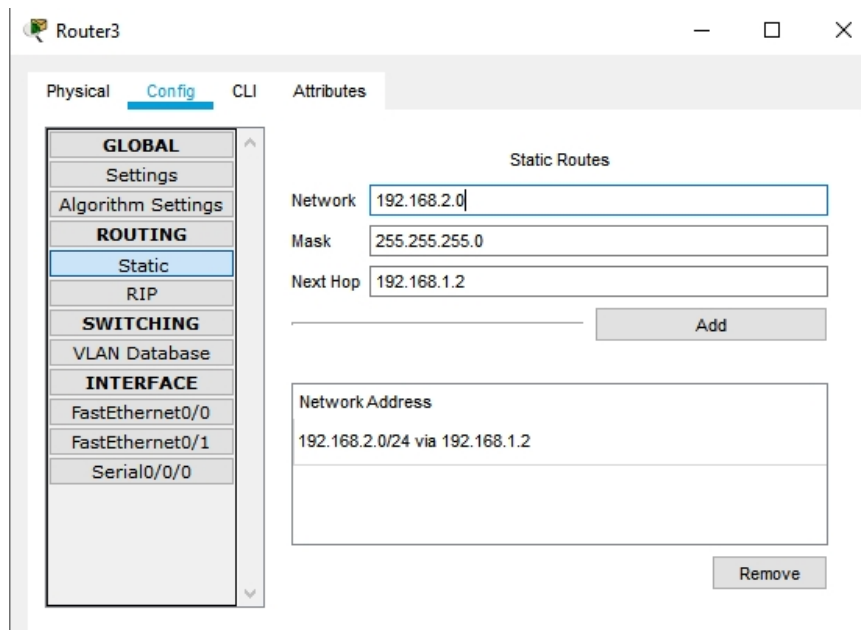 Router3
Physical Config CLI Attributes
GLOBAL
Settings
Algorithm Settings
ROUTING
Static
RIP
SWITCHING
VLAN Database
INTERFACE
FastEthernet0/0
FastEthernet0/1
Serial0/0/0
Static Routes
Network 192.168.2.0
Mask 255.255.255.0
Next Hop 192.168.1.2
Add
Network Address
192.168.2.0/24 via 192.168.1.2
Remove